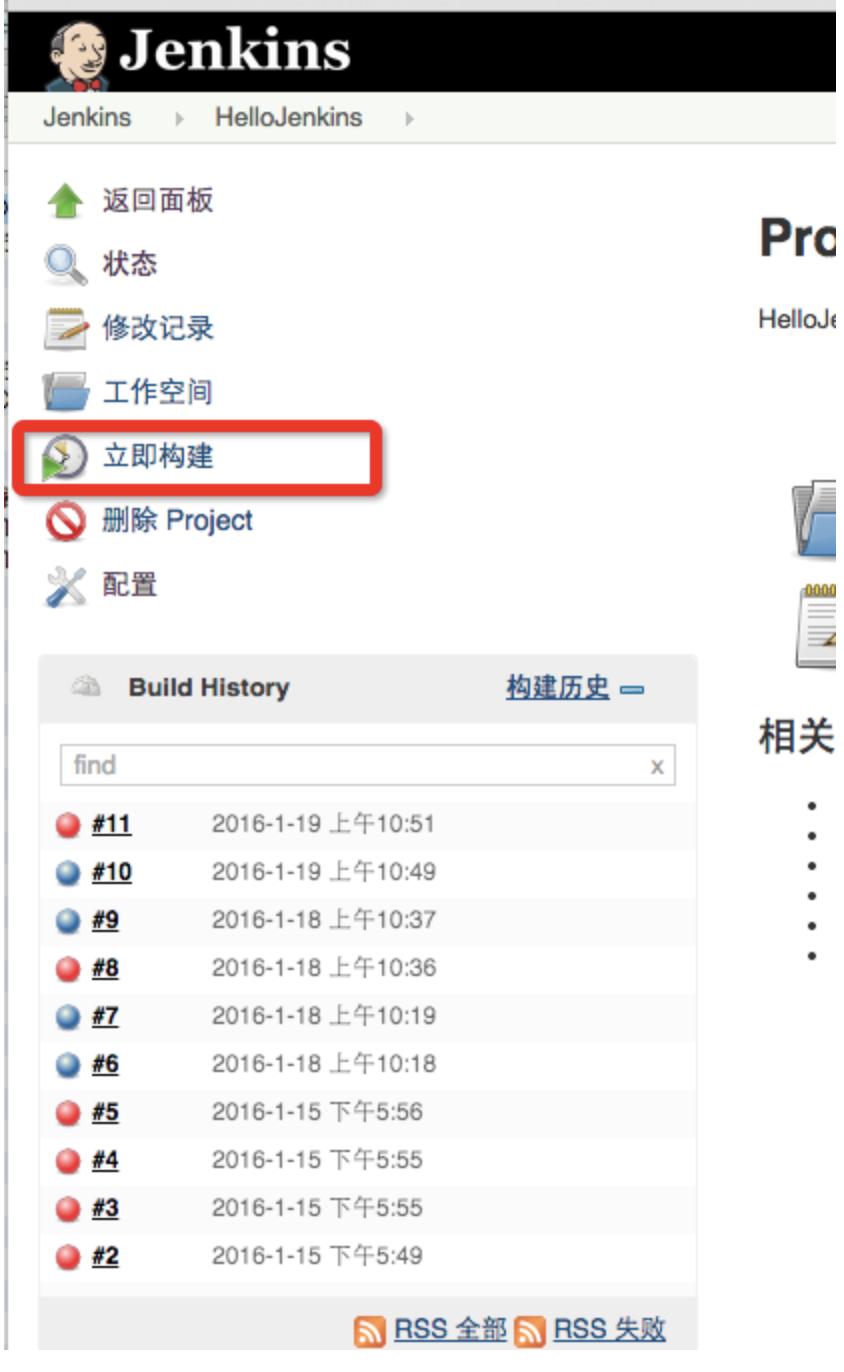 Jenkins
Jenkins HelloJenkins
返回面板
状态
修改记录
工作空间
立即构建
删除 Project
配置
Build History 构建历史
find x
#11 2016-1-19 上午10:51
#10 2016-1-19 上午10:49
#9 2016-1-18 上午10:37
#8 2016-1-18 上午10:36
#7 2016-1-18 上午10:19
#6 2016-1-18 上午10:18
#5 2016-1-15 下午5:56
#4 2016-1-15 下午5:55
#3 2016-1-15 下午5:55
#2 2016-1-15 下午5:49
RSS 全部 RSS 失败
Pro
HelloJe
相关